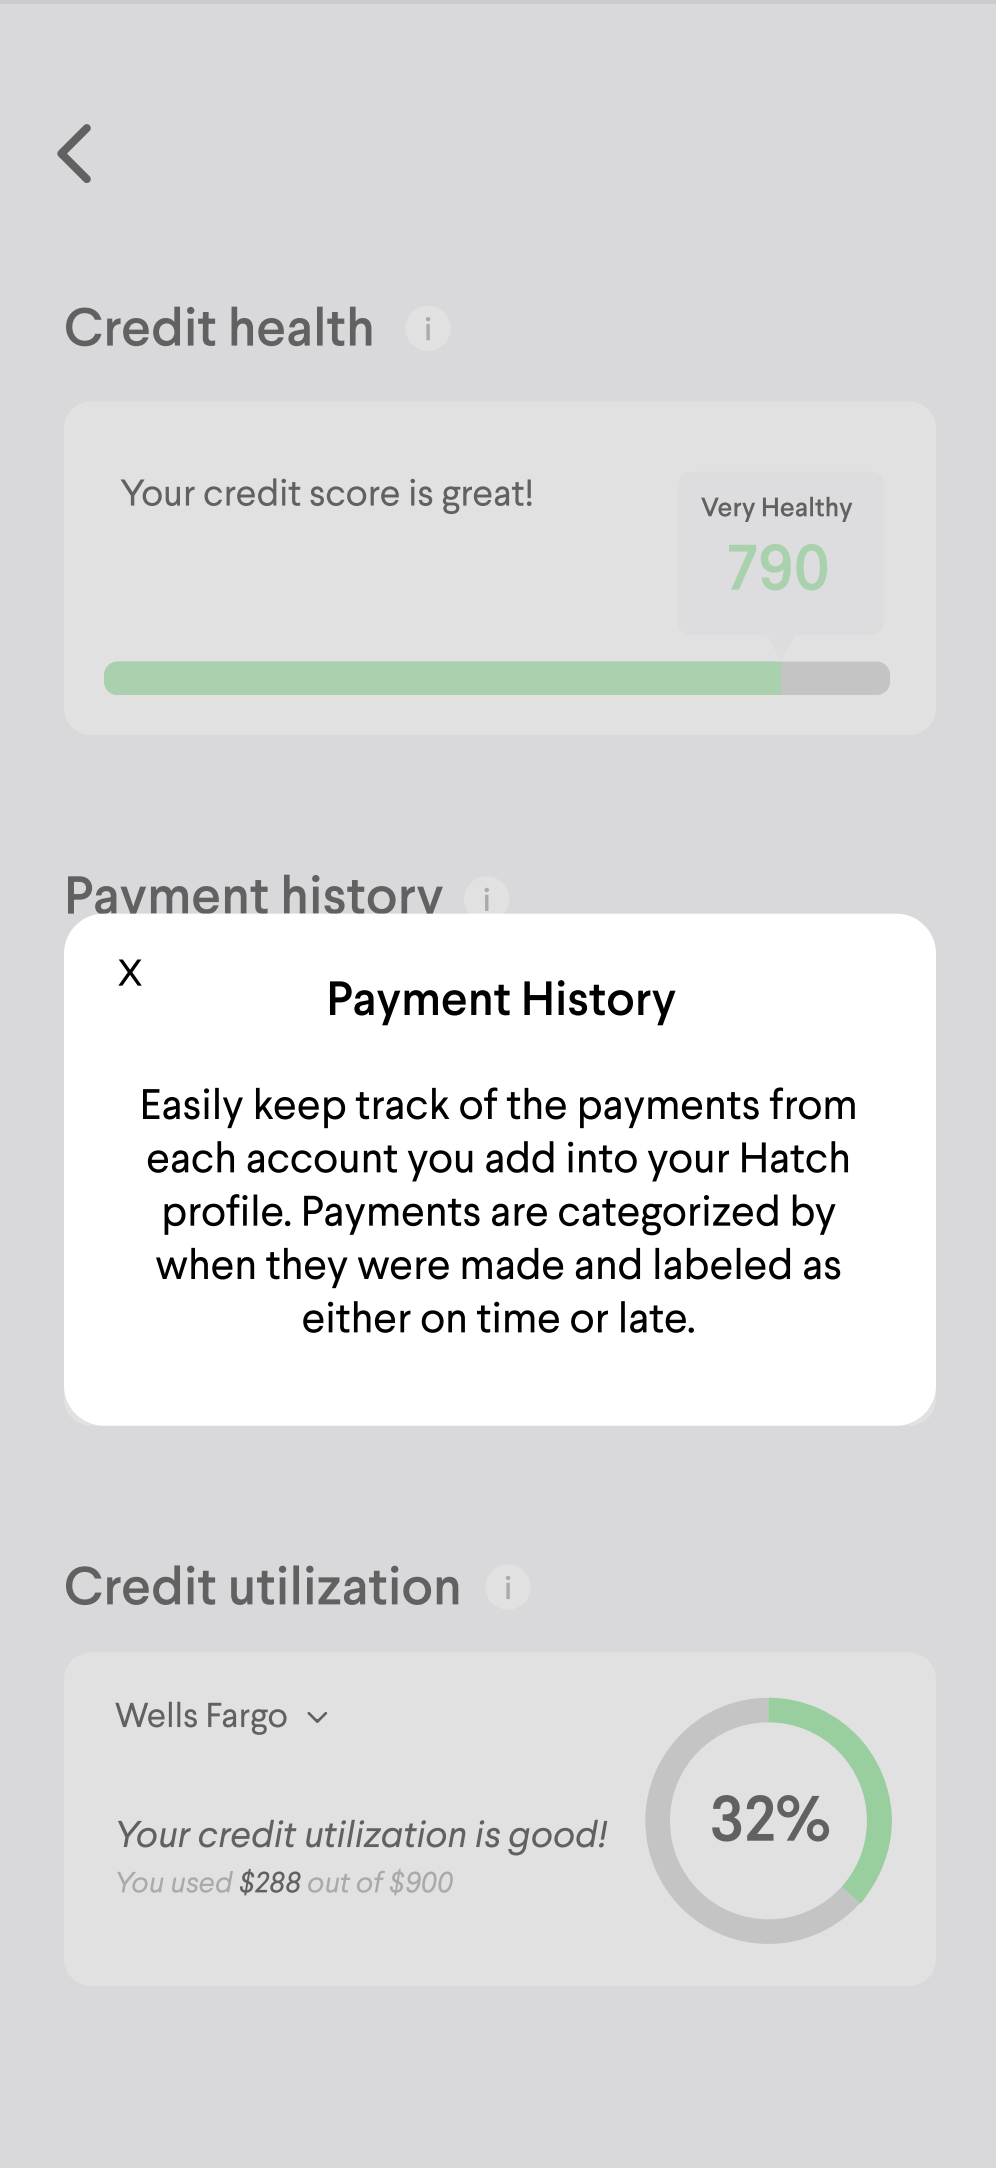 Credit health i
Your credit score is great!
Very Healthy
790
Payment history i
X
Payment History
Easily keep track of the payments from
each account you add into your Hatch
profile. Payments are categorized by
when they were made and labeled as
either on time or late.
Credit utilization i
Wells Fargo
32%
Your credit utilization is good!
You used $288 out of $900